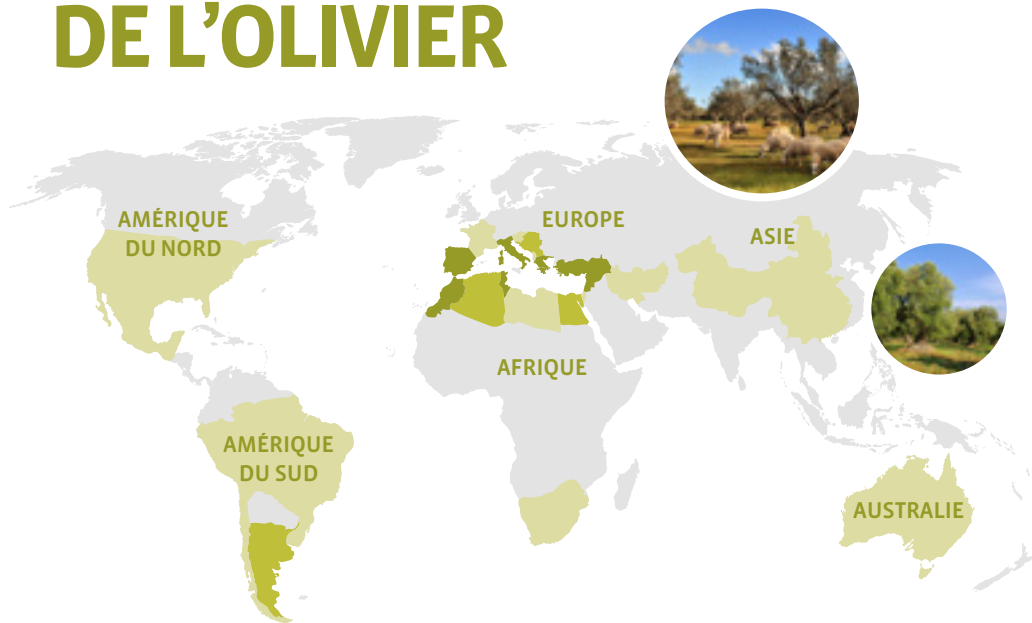 DE L’OLIVIER
AMÉRIQUE
DU NORD
EUROPE
ASIE
AFRIQUE
AMÉRIQUE
DU SUD
AUSTRALIE